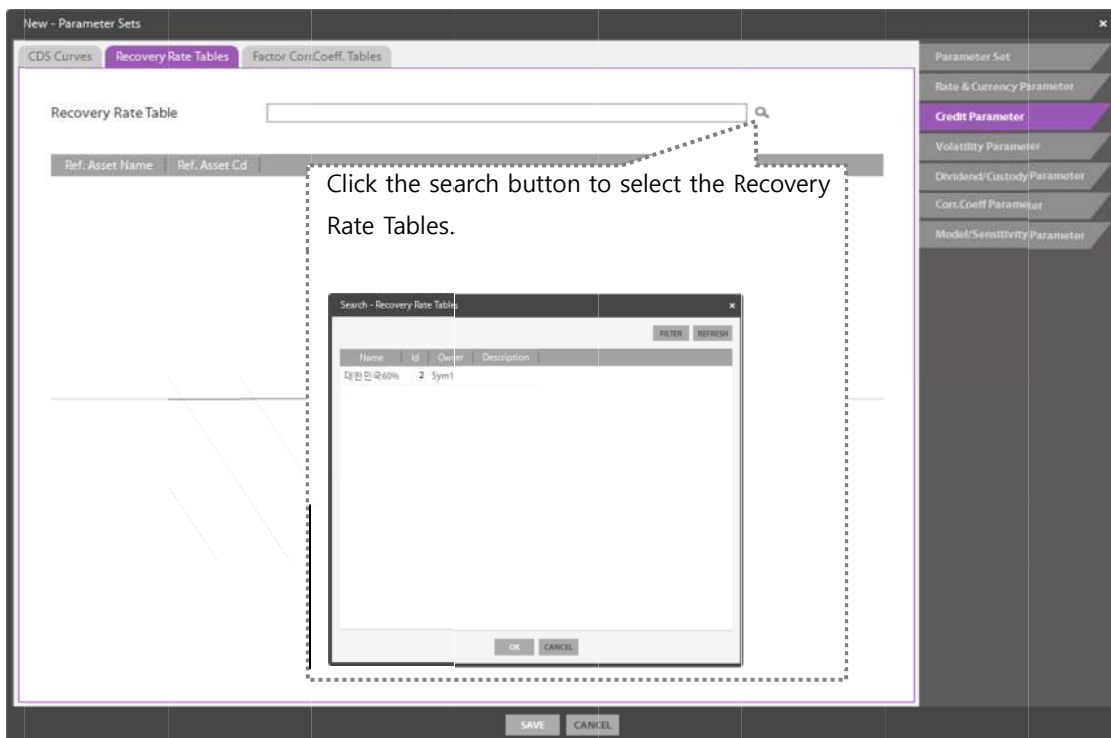 New - Parameter Sets
CDS Curves Recovery Rate Tables Factor Corr.Coeff. Tables
Recovery Rate Table
Ref. Asset Name Ref. Asset Cd
Click the search button to select the Recovery
Rate Tables.
Search - Recovery Rate Tables
FILTER REFRESH
Name Id Owner Description
대한민국60% 2 Sym1
OK CANCEL
Parameter Set
Rate & Currency Parameter
Credit Parameter
Volatility Parameter
Dividend/Custody Parameter
Corr.Coeff Parameter
Model/Sensitivity Parameter
SAVE CANCEL